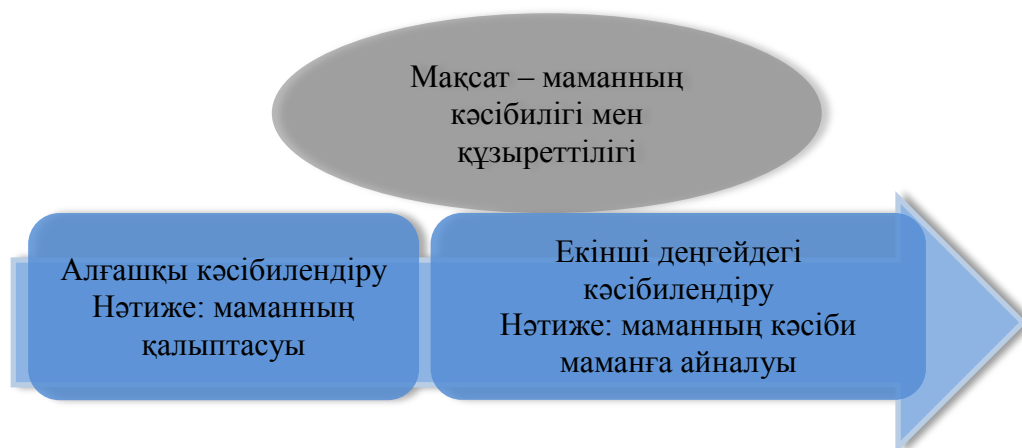 Мақсат – маманның
кәсібилігі мен
құзыреттілігі
Алғашқы кәсібилендіру
Нәтиже: маманның
қалыптасуы
Екінші деңгейдегі
кәсібилендіру
Нәтиже: маманның кәсіби
маманға айналуы